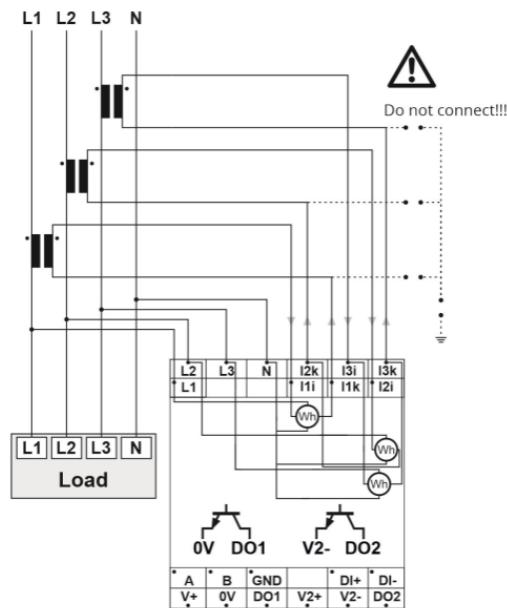 L1 L2 L3 N
Do not connect!!!
L2 L3 N I2k I3i I3k
L1 I1i I1k I2i
Wh
Wh
Wh
L1 L2 L3 N
Load
0V DO1 V2- DO2
A B GND DI+ DI-
V+ 0V DO1 V2+ V2- DO2